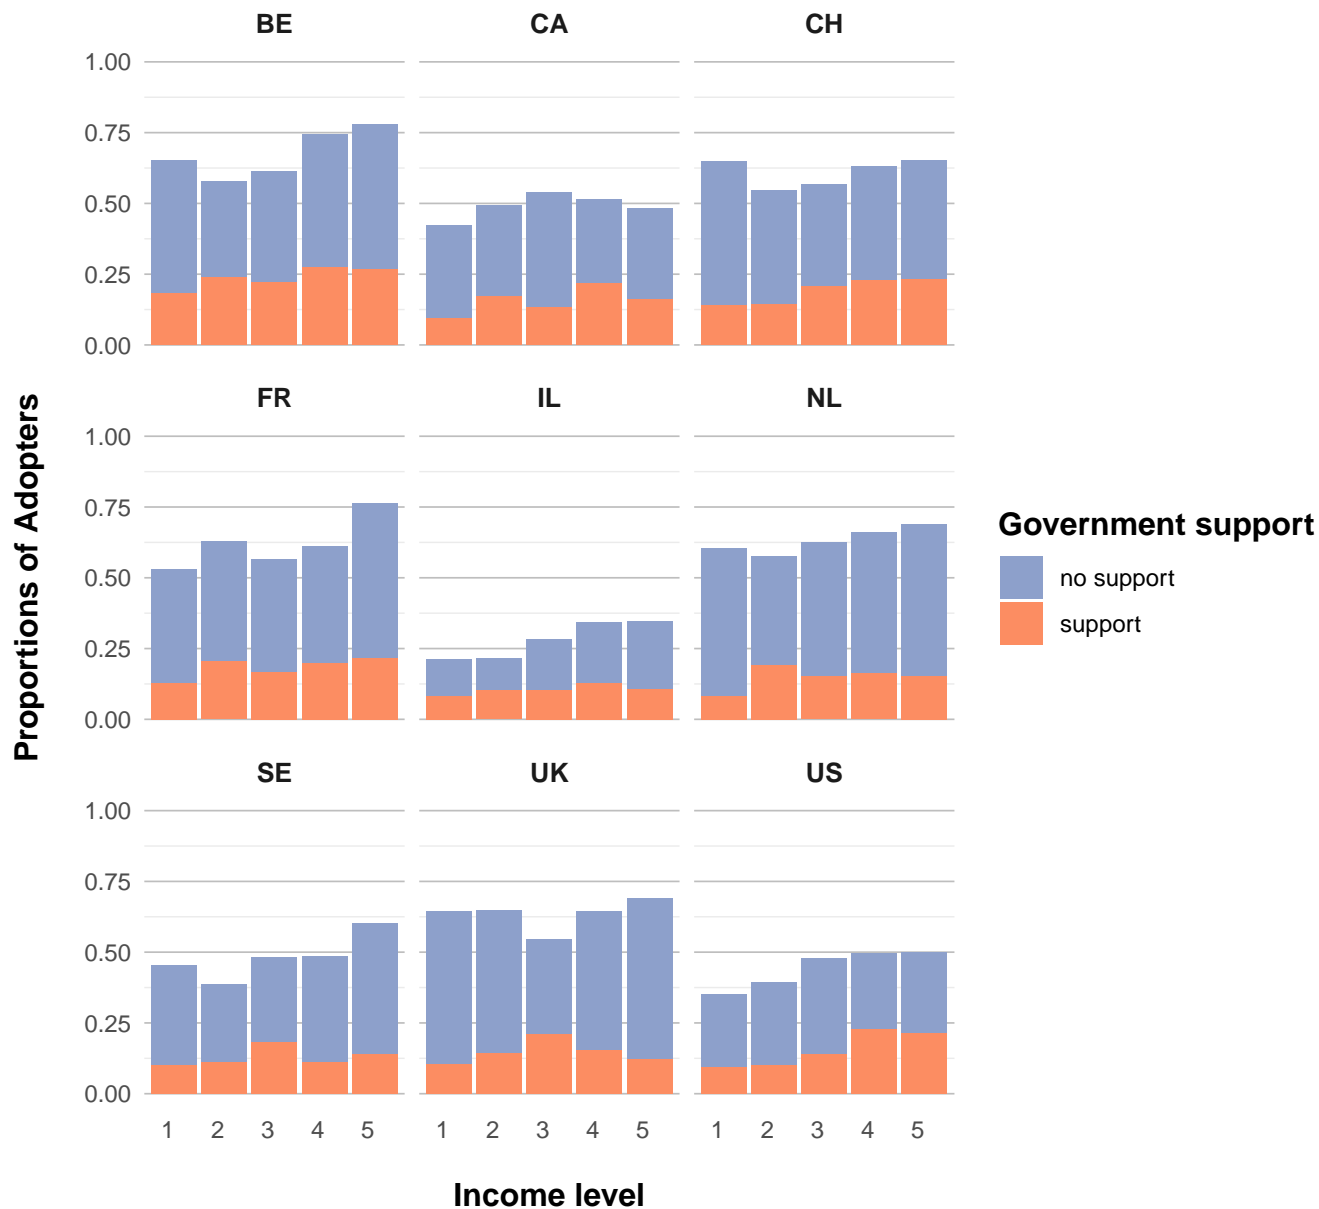 BE CA CH
1.00
0.75
0.50
0.25
0.00
FR IL NL
1.00
0.75
0.50
0.25
0.00
SE UK US
1.00
0.75
0.50
0.25
0.00
1 2 3 4 5 1 2 3 4 5 1 2 3 4 5
Income level
Proportions of Adopters
Government support
no support
support